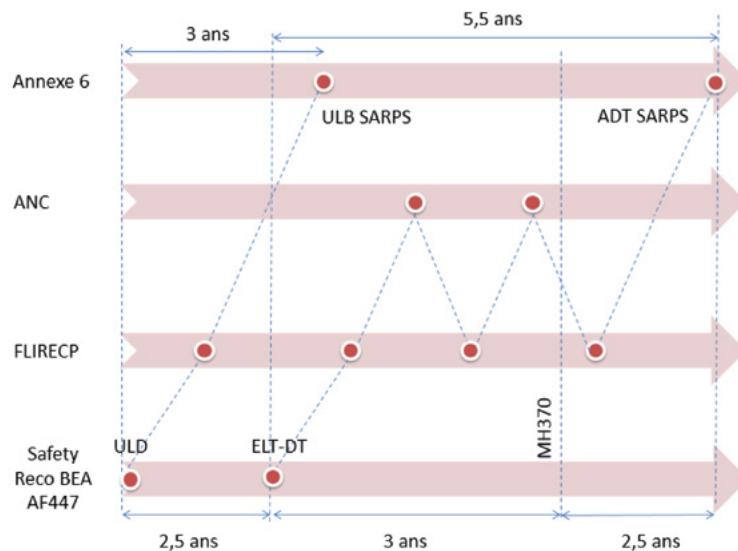 5,5 ans
3 ans
Annexe 6
ULB SARPS
ADT SARPS
ANC
FLIRECP
MH370
ULD
ELT-DT
Safety
Reco BEA
AF447
2,5 ans
3 ans
2,5 ans